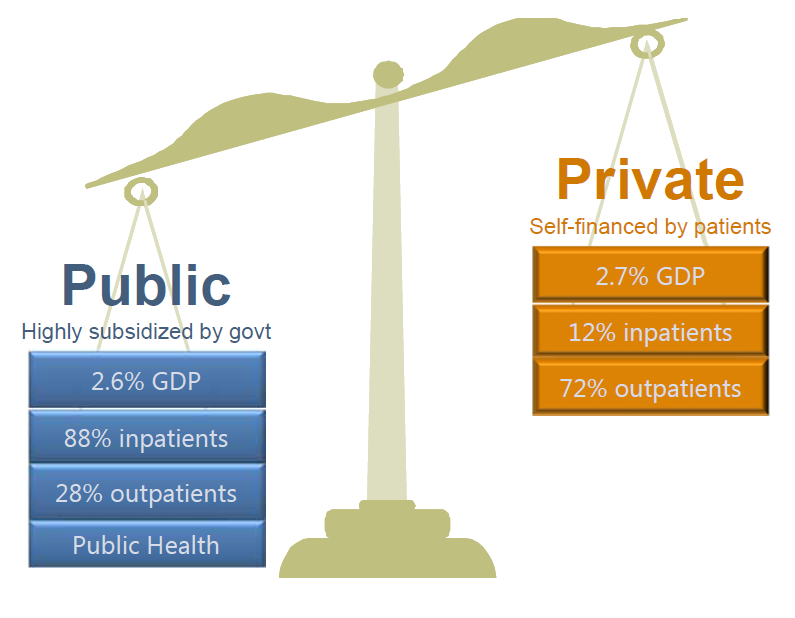 Public
Highly subsidized by govt
2.6% GDP
88% inpatients
28% outpatients
Public Health
Private
Self-financed by patients
2.7% GDP
12% inpatients
72% outpatients